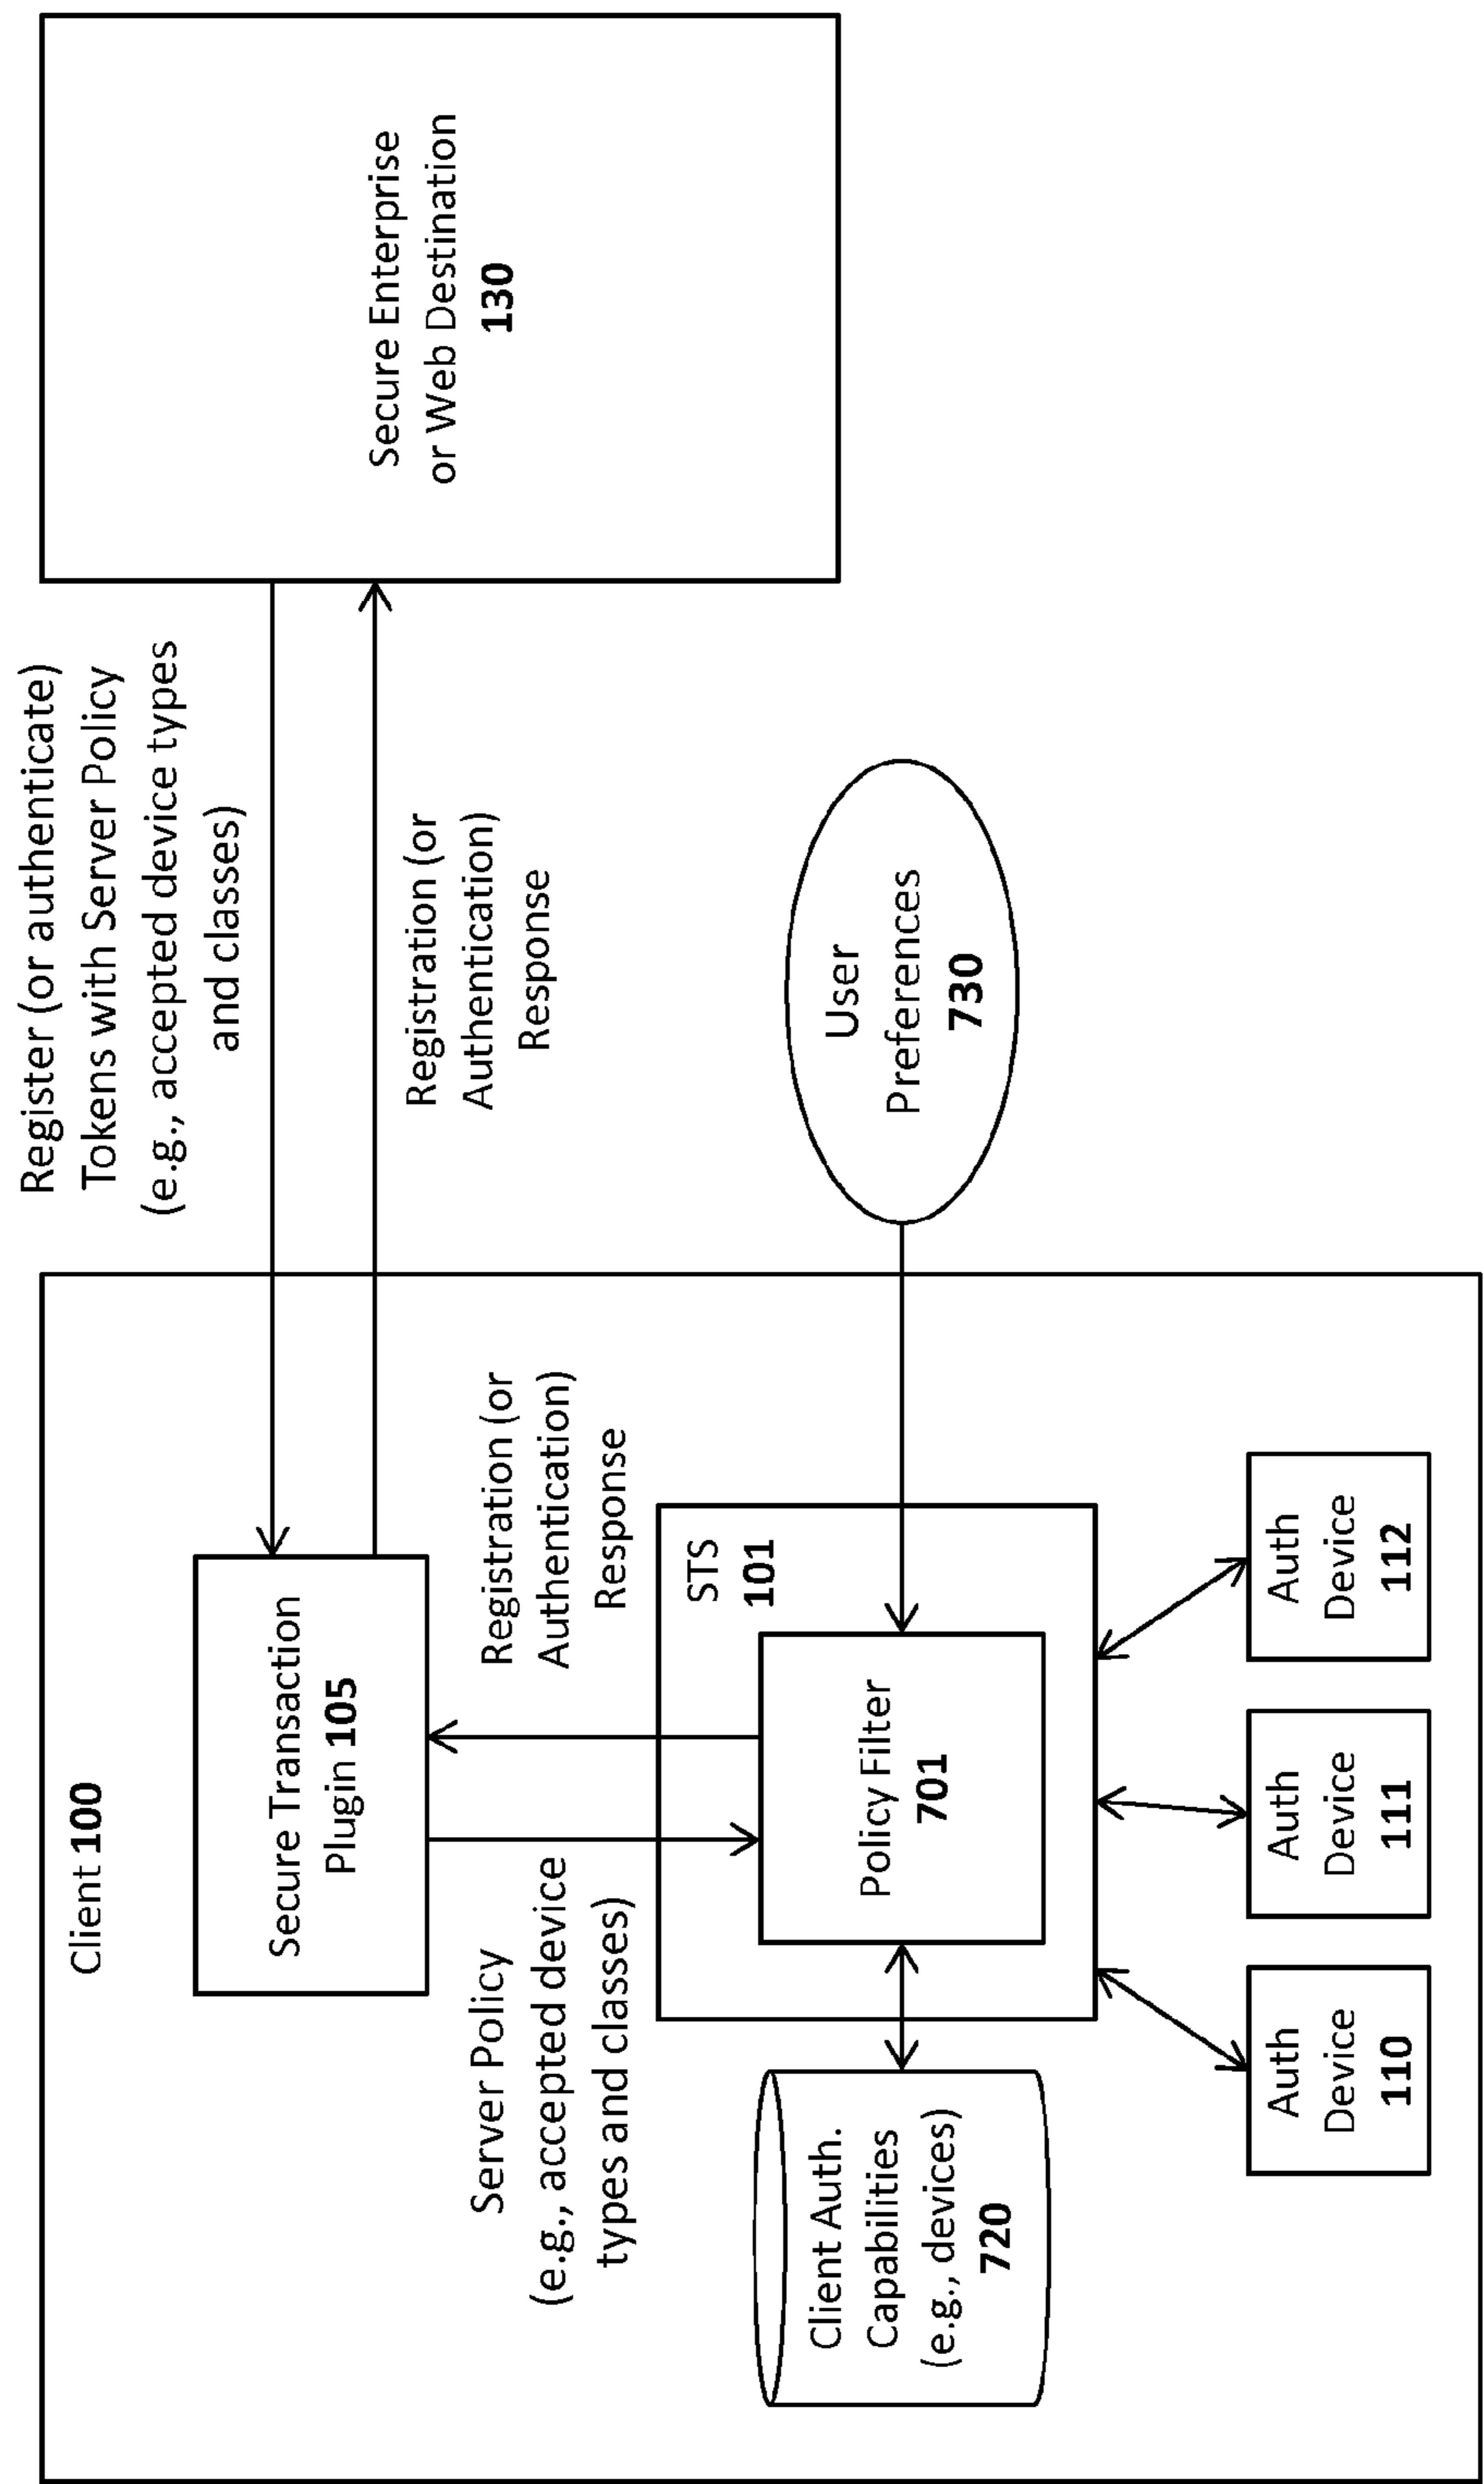 Client 100
Secure Transaction
Plugin 105
Register (or authenticate)
Tokens with Server Policy
(e.g., accepted device types
and classes)
Registration (or
Authentication)
Response
Secure Enterprise
or Web Destination
130
Server Policy
(e.g., accepted device
types and classes)
Registration (or
Authentication)
Response
STS
101
Policy Filter
701
Client Auth.
Capabilities
(e.g., devices)
720
User
Preferences
730
Auth
Device
110
Auth
Device
111
Auth
Device
112